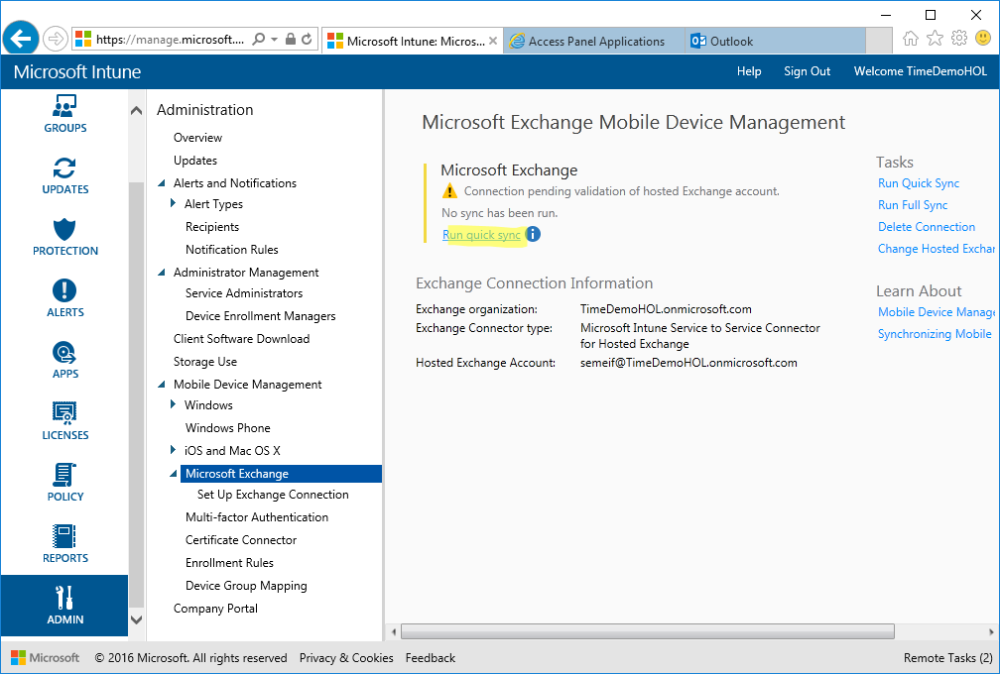 https://manage.microsoft....
Microsoft Intune: Micros...
Access Panel Applications
Outlook
Microsoft Intune
Help
Sign Out
Welcome TimeDemoHOL
GROUPS
UPDATES
PROTECTION
ALERTS
APPS
LICENSES
POLICY
REPORTS
ADMIN
Administration
Overview
Updates
Alerts and Notifications
Alert Types
Recipients
Notification Rules
Administrator Management
Service Administrators
Device Enrollment Managers
Client Software Download
Storage Use
Mobile Device Management
Windows
Windows Phone
iOS and Mac OS X
Microsoft Exchange
Set Up Exchange Connection
Multi-factor Authentication
Certificate Connector
Enrollment Rules
Device Group Mapping
Company Portal
Microsoft Exchange Mobile Device Management
Microsoft Exchange
Connection pending validation of hosted Exchange account.
No sync has been run.
Run quick sync
Exchange Connection Information
Exchange organization: TimeDemoHOL.onmicrosoft.com
Exchange Connector type: Microsoft Intune Service to Service Connector
for Hosted Exchange
Hosted Exchange Account: semeif@TimeDemoHOL.onmicrosoft.com
Tasks
Run Quick Sync
Run Full Sync
Delete Connection
Change Hosted Exchan
Learn About
Mobile Device Manage
Synchronizing Mobile
Microsoft
© 2016 Microsoft. All rights reserved
Privacy & Cookies
Feedback
Remote Tasks (2)